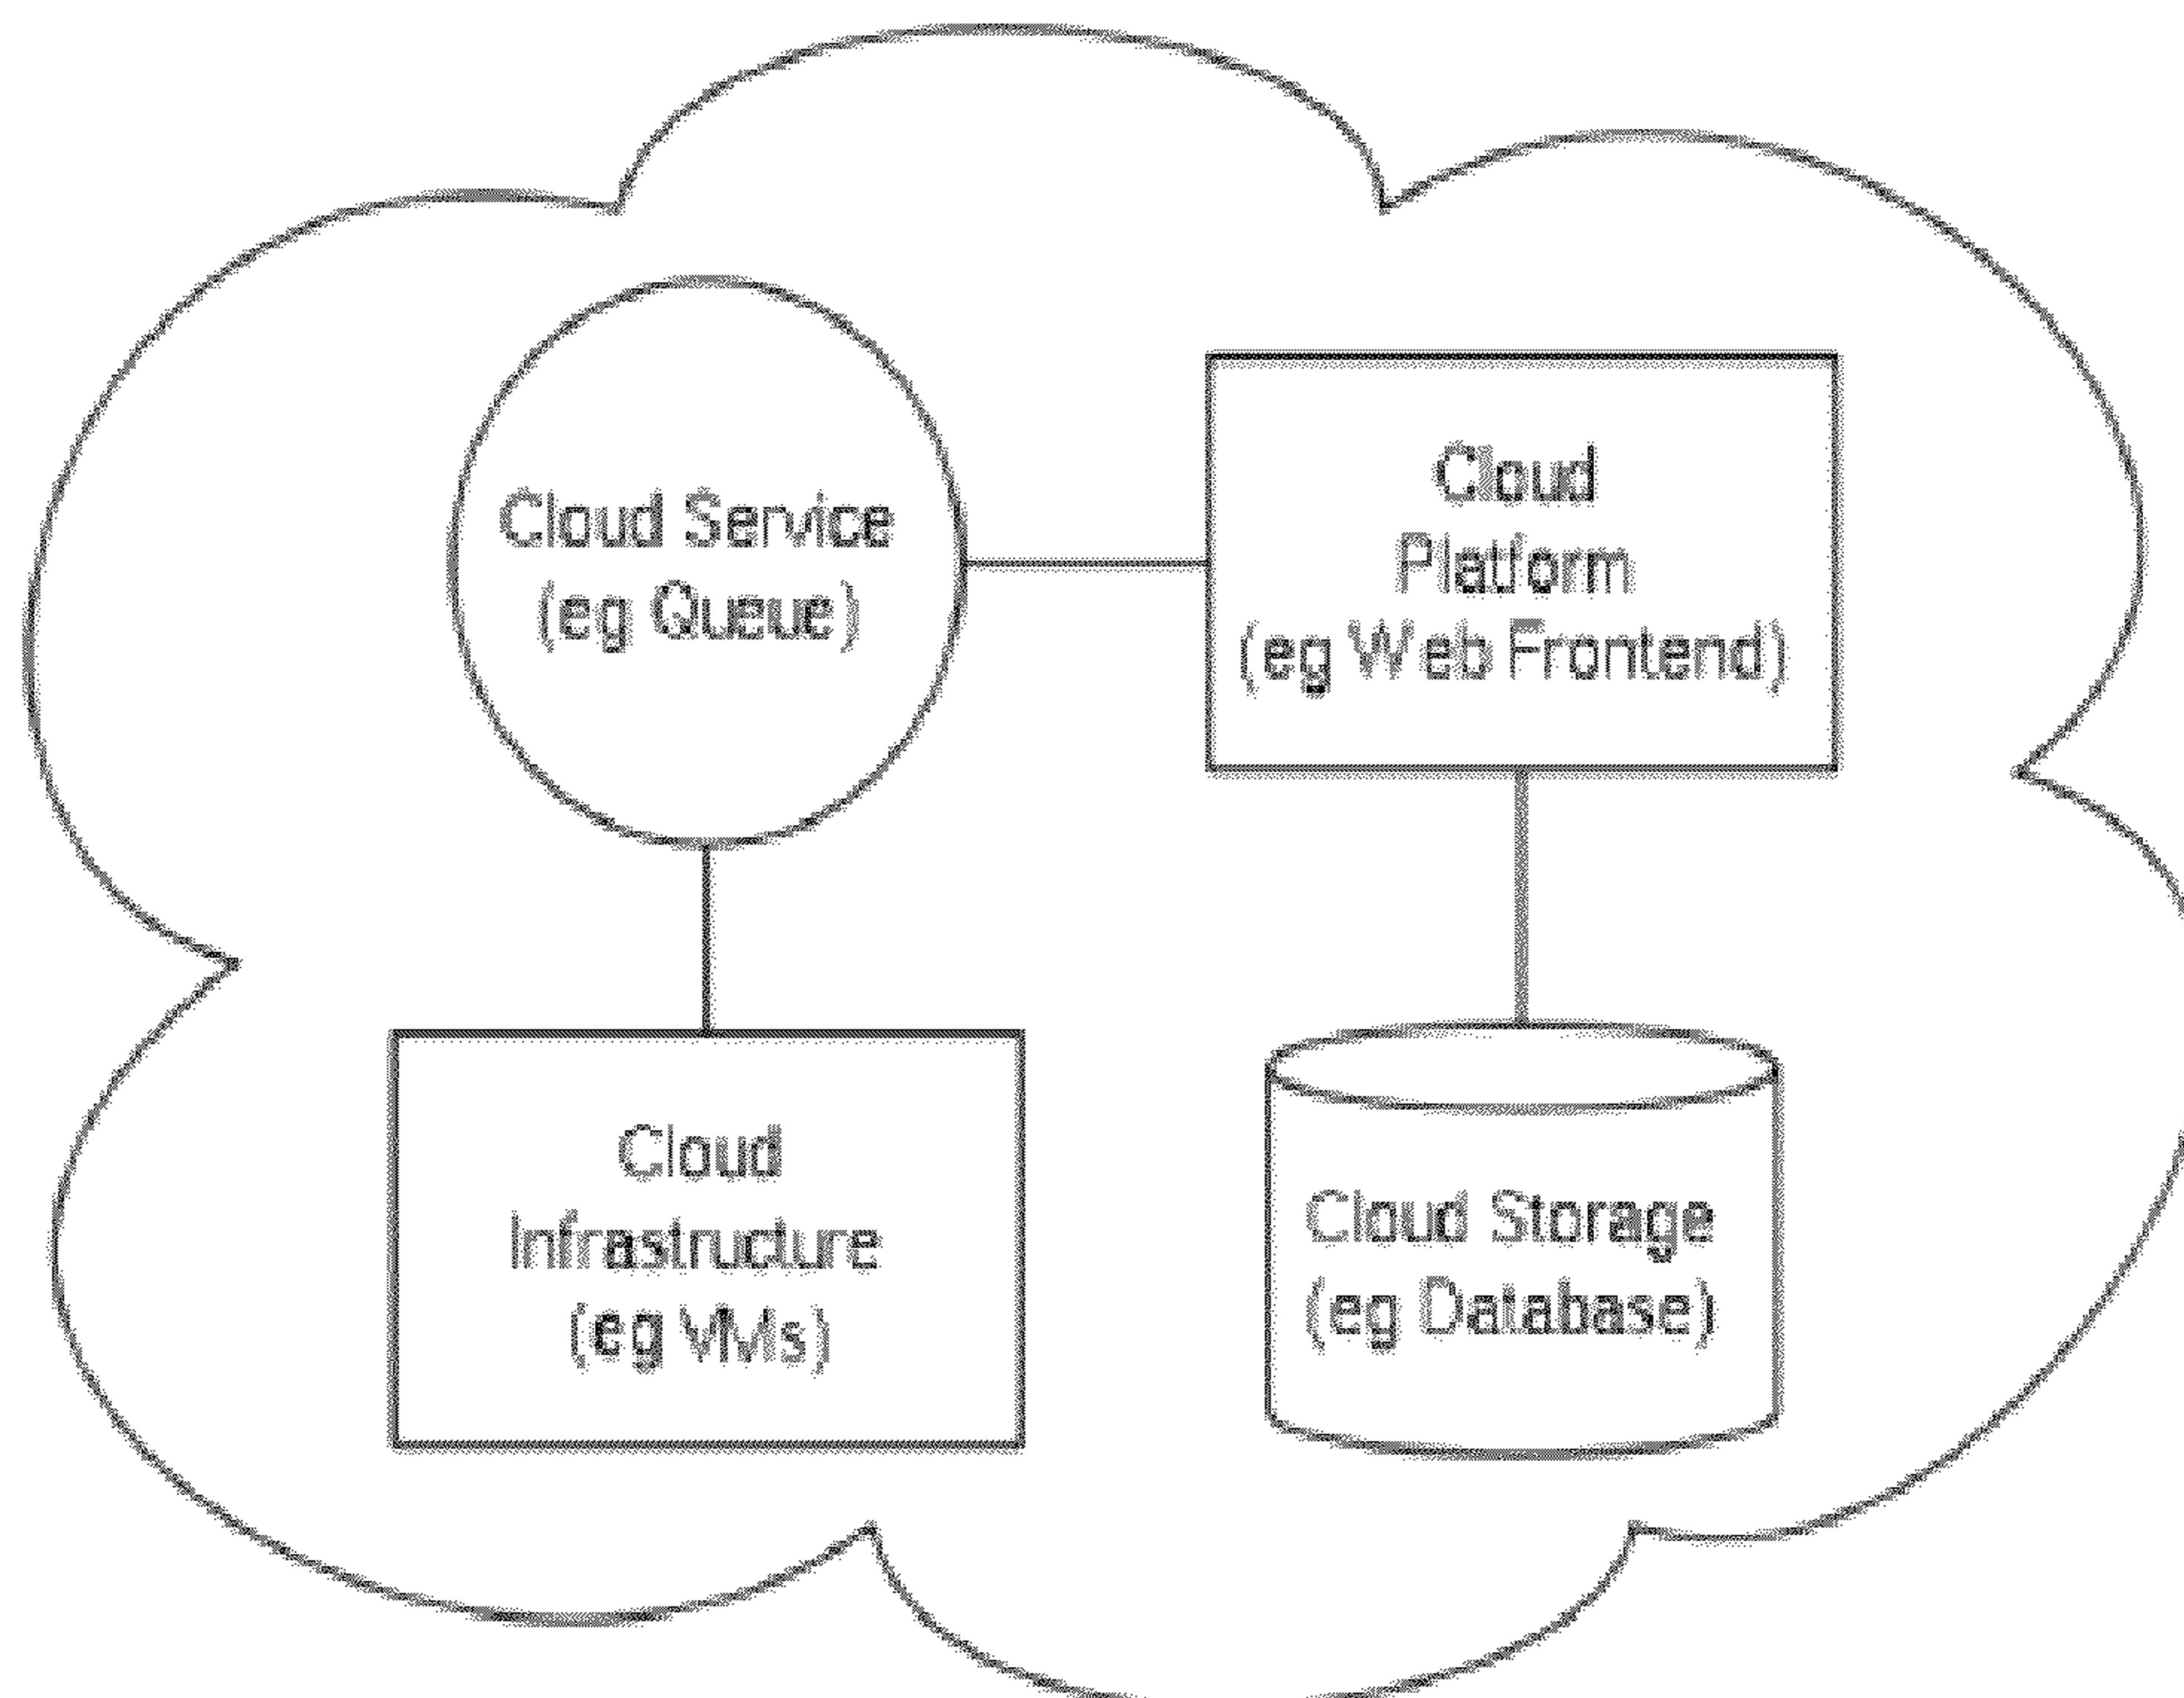 Cloud Service
(eg Queue)
Cloud
Platform
(eg Web Frontend)
Cloud
Infrastructure
(eg VMs)
Cloud Storage
(eg Database)